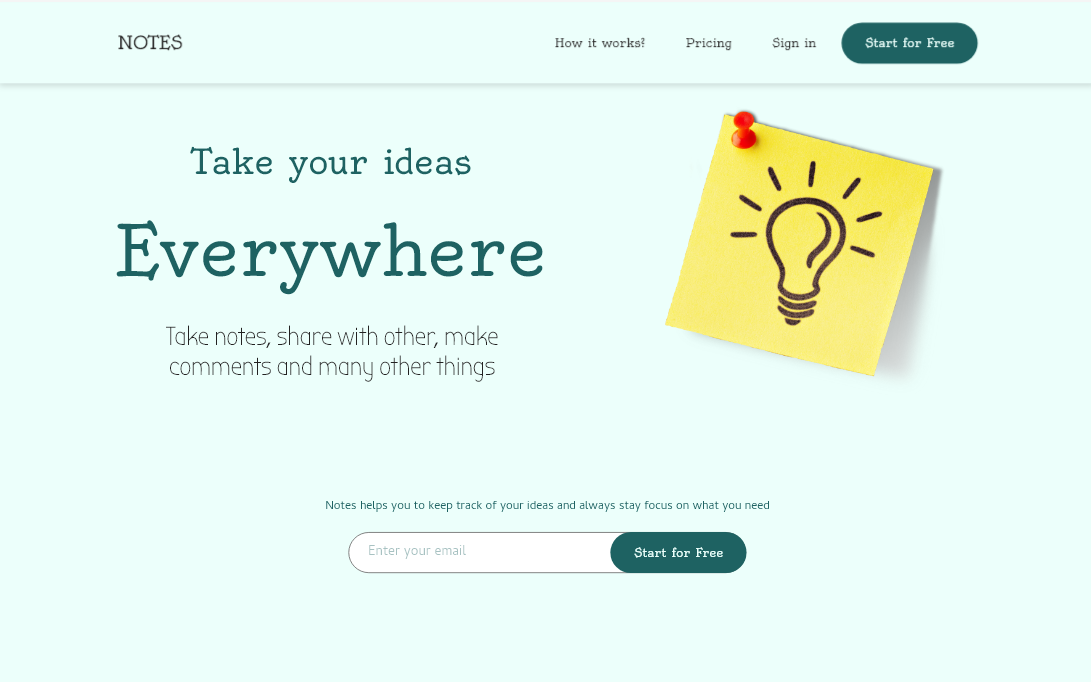 NOTES
How it works?
Pricing
Sign in
Start for Free
Take your ideas
Everywhere
Take notes, share with other, make
comments and many other things
Notes helps you to keep track of your ideas and always stay focus on what you need
Enter your email
Start for Free